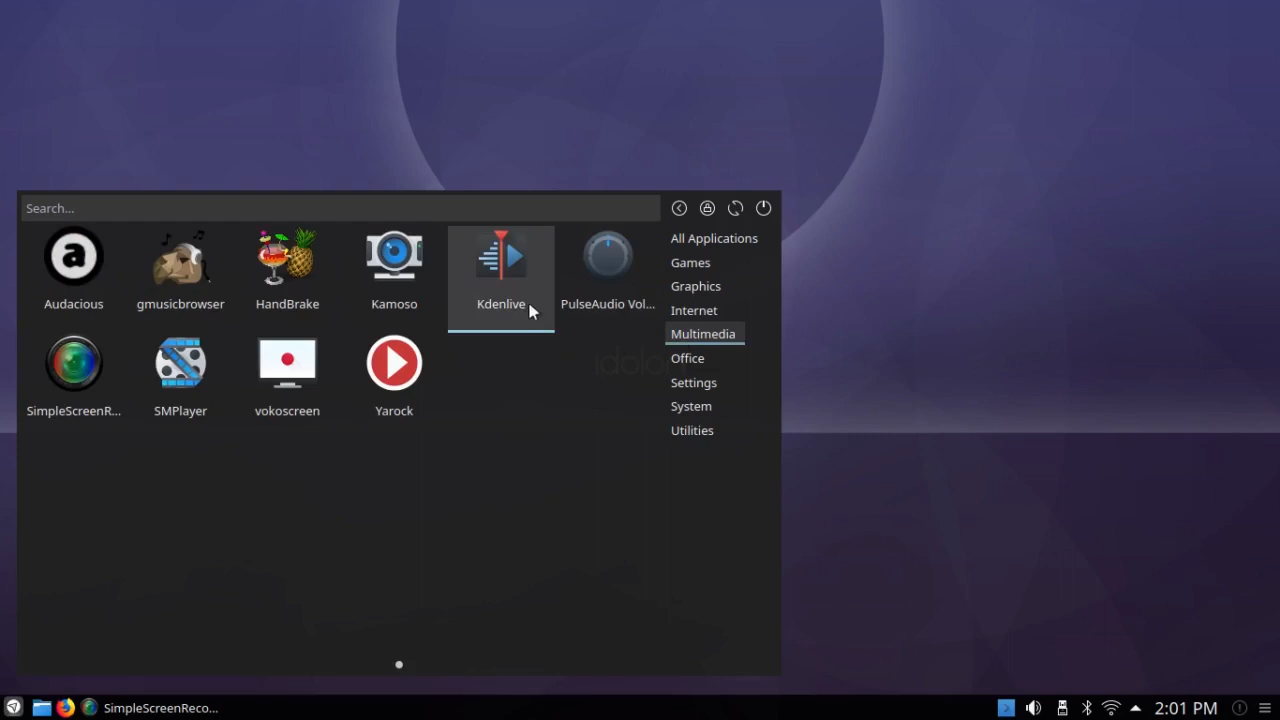 Search...
All Applications
Games
Graphics
Internet
Multimedia
Office
Settings
System
Utilities
Audacious
gmusicbrowser
HandBrake
Kamoso
Kdenlive
PulseAudio Vol...
SimpleScreenR...
SMPlayer
vokoscreen
Yarock
SimpleScreenReco...
2:01 PM